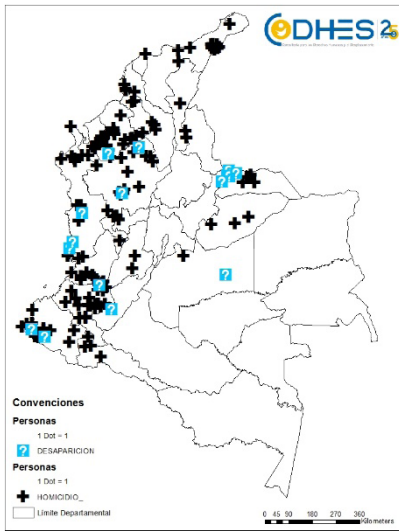 CODHES 25
Convenciones
Personas
1 Dot = 1
? DESAPARICION
Personas
1 Dot = 1
HOMICIDIO_
Límite Departamental
0 45 90 180 270 360
Kilometers